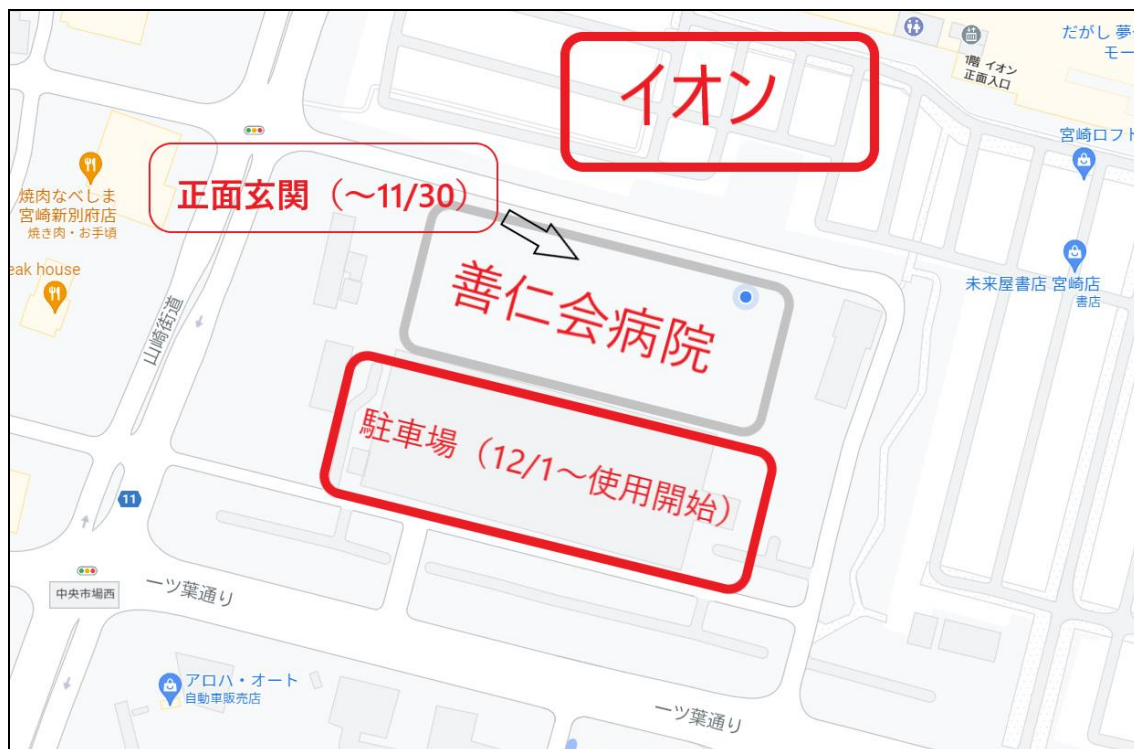 イオン
だがし 夢
モー
1階 イオン
正面入口
宮崎ロフト
焼肉なべしま
宮崎新別府店
焼き肉・お手頃
正面玄関（～11/30）
eak house
善仁会病院
未来屋書店 宮崎店
書店
山崎街道
駐車場（12/1～使用開始）
11
中央市場西
一ツ葉通り
アロハ・オート
自動車販売店
一ツ葉通り